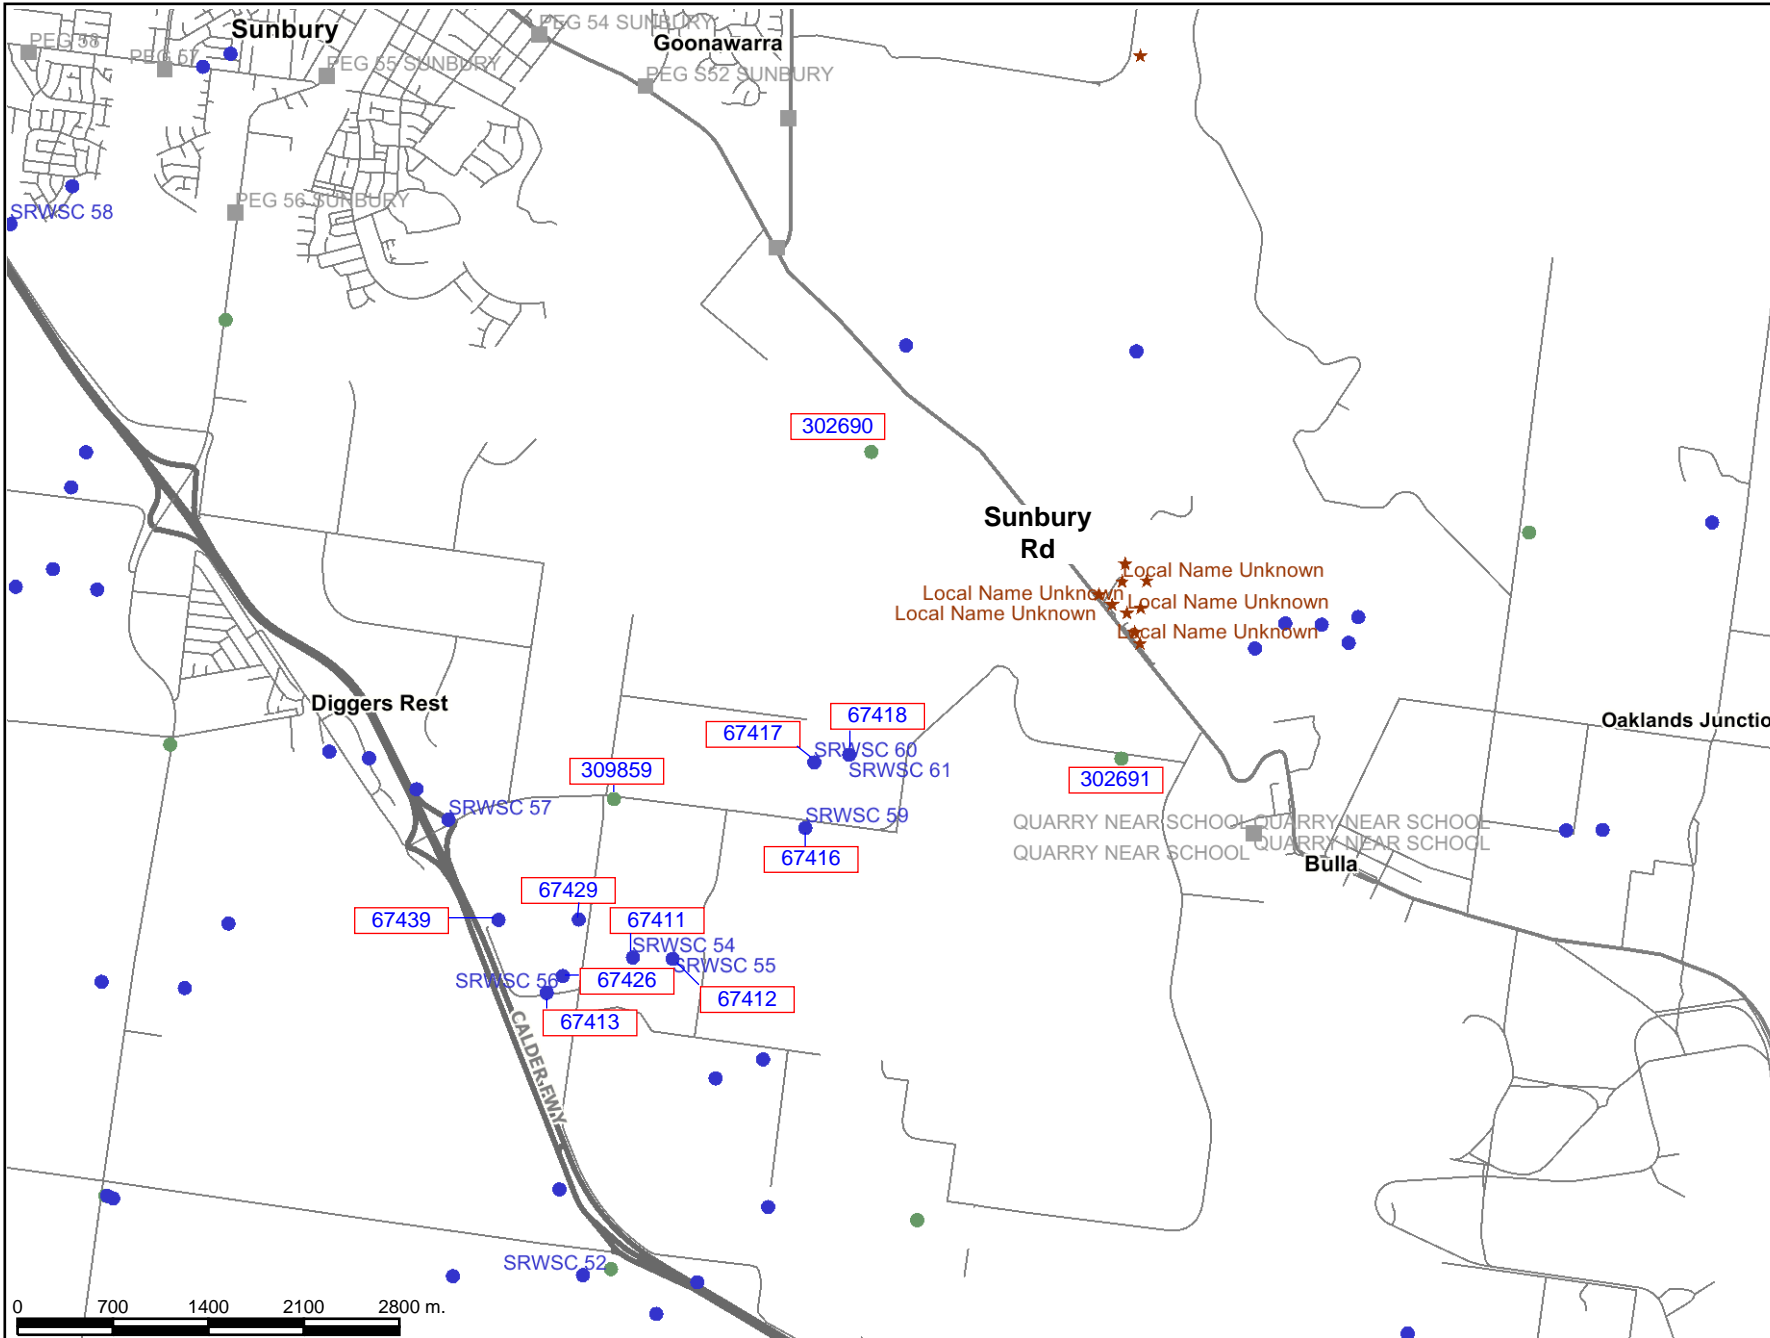 PEG 54 SUNBURY
Sunbury
Goonawarra
PEG 58
PEG 57
PEG 55 SUNBURY
PEG S52 SUNBURY
PEG 56 SUNBURY
SRWSC 58
302690
Sunbury
Rd
Local Name Unknown
Local Name Unknown
Local Name Unknown
Local Name Unknown
Local Name Unknown
Diggers Rest
67418
Oaklands Junctio
67417
SRWSC 60
SRWSC 61
309859
302691
SRWSC 57
SRWSC 59
QUARRY NEAR SCHOOL
QUARRY NEAR SCHOOL
QUARRY NEAR SCHOOL
QUARRY NEAR SCHOOL
67416
Bulla
67429
67439
67411
SRWSC 54
SRWSC 55
SRWSC 56
67426
67412
67413
CALDER FWY
SRWSC 52
0 700 1400 2100 2800 m.